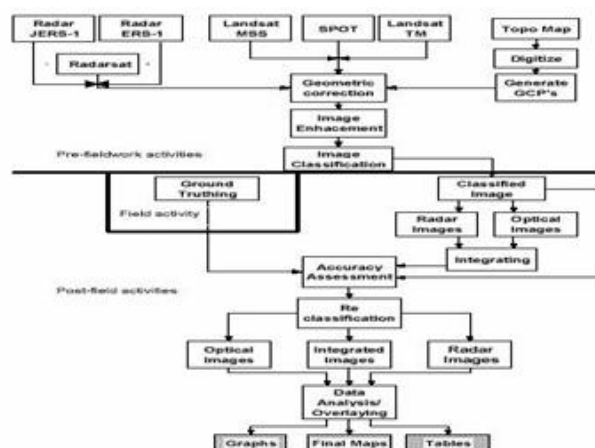 Radar
JERS-1
Radar
ERS-1
Landsat
MSS
SPOT
Landsat
TM
Topo Map
Radarsat
Digitize
Geometric
correction
Generate
GCP's
Image
Enhacement
Pre-fieldwork activities
Image
Classification
Ground
Truthing
Classified
Image
Field activity
Radar
Images
Optical
Images
Integrating
Accuracy
Assessment
Post-field activities
Re
classification
Optical
Images
Integrated
Images
Radar
Images
Data
Analysis/
Overlaying
Graphs
Final Maps
Tables